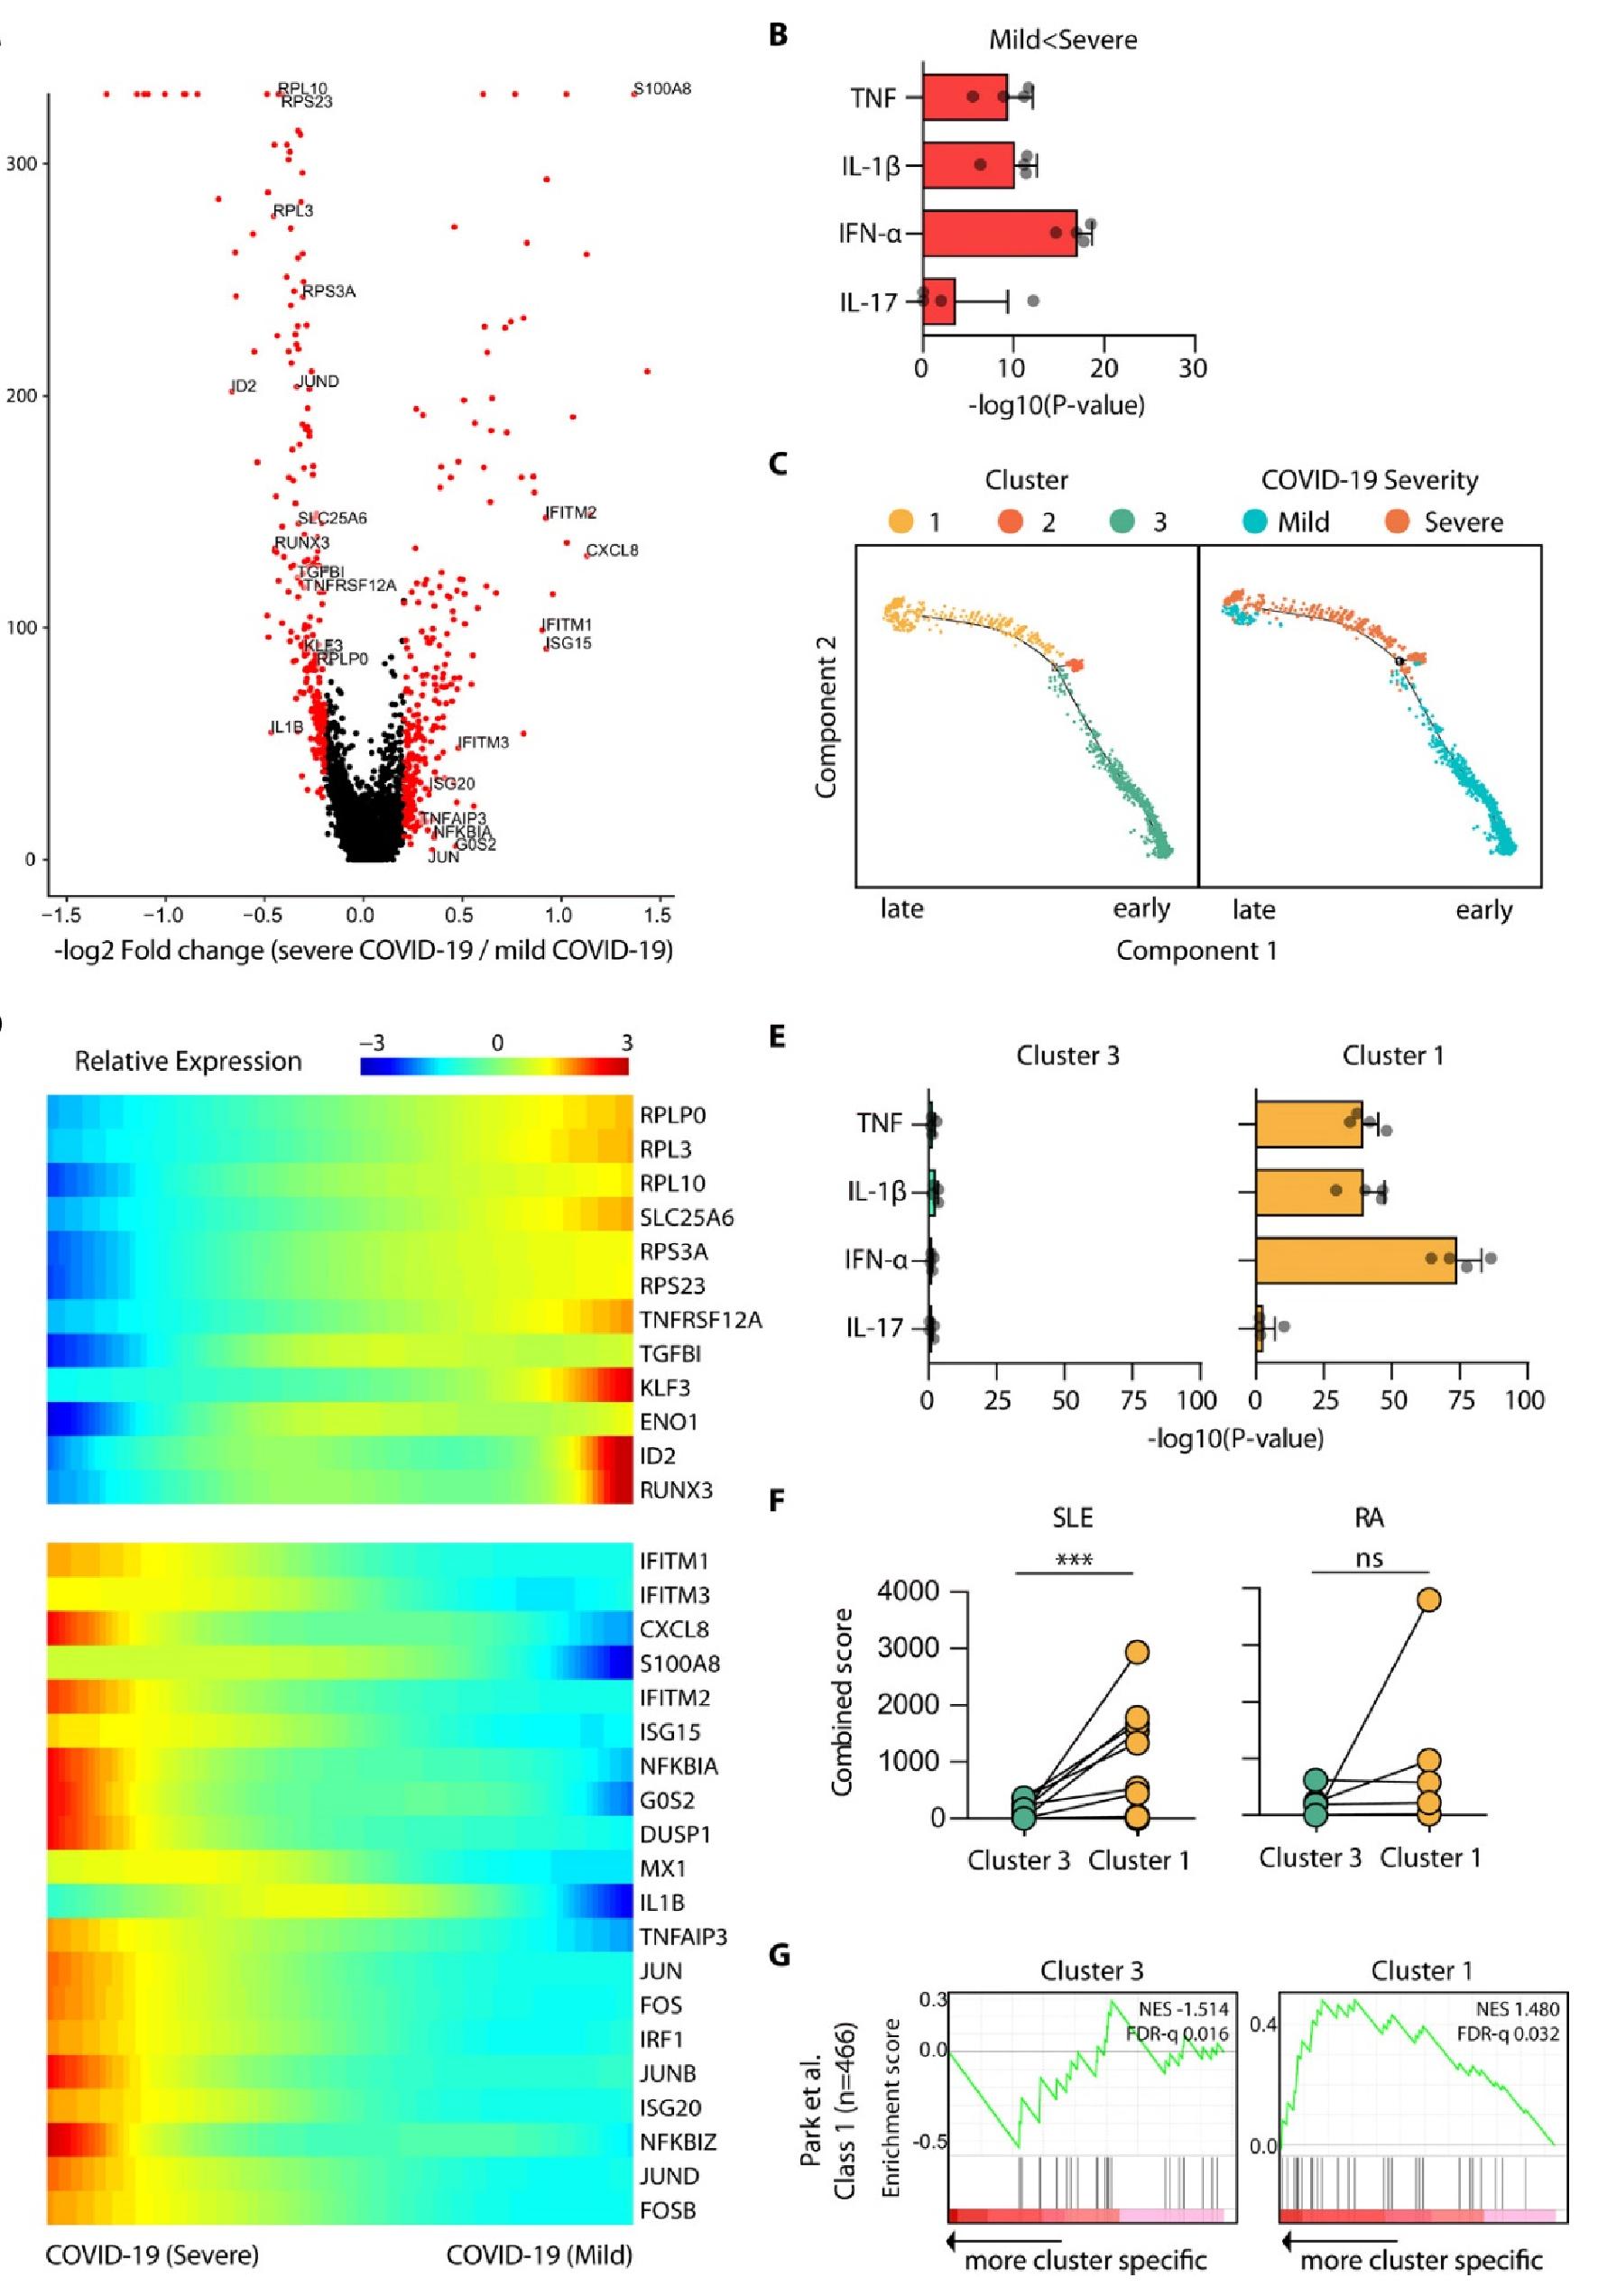 RPL10
RPS23
S100A8
300
RPL3
RPS3A
ID2
JUND
200
SLC25A6
RUNX3
TGFBI
TNFRSF12A
IFITM2
CXCL8
IFITM1
ISG15
100
KLF3
RPLP0
IL1B
IFITM3
ISG20
TNFAIP3
NFKBIA
G0S2
JUN
0
−1.5 −1.0 −0.5 0.0 0.5 1.0 1.5
-log2 Fold change (severe COVID-19 / mild COVID-19)
B
Mild<Severe
TNF
IL-1β
IFN-α
IL-17
0 10 20 30
-log10(P-value)
C
Cluster
1 2 3
COVID-19 Severity
Mild Severe
Component 2
late early late early
Component 1
Relative Expression
−3 0 3
RPLP0
RPL3
RPL10
SLC25A6
RPS3A
RPS23
TNFRSF12A
TGFBI
KLF3
ENO1
ID2
RUNX3
IFITM1
IFITM3
CXCL8
S100A8
IFITM2
ISG15
NFKBIA
G0S2
DUSP1
MX1
IL1B
TNFAIP3
JUN
FOS
IRF1
JUNB
ISG20
NFKBIZ
JUND
FOSB
COVID-19 (Severe) COVID-19 (Mild)
E
Cluster 3 Cluster 1
TNF
IL-1β
IFN-α
IL-17
0 25 50 75 100 0 25 50 75 100
-log10(P-value)
F
SLE RA
*** ns
Combined score
4000
3000
2000
1000
0
Cluster 3 Cluster 1 Cluster 3 Cluster 1
G
Cluster 3 Cluster 1
Park et al.
Class 1 (n=466)
Enrichment score
0.3
0.0
-0.5
NES -1.514
FDR-q 0.016
0.4
0.0
NES 1.480
FDR-q 0.032
more cluster specific more cluster specific